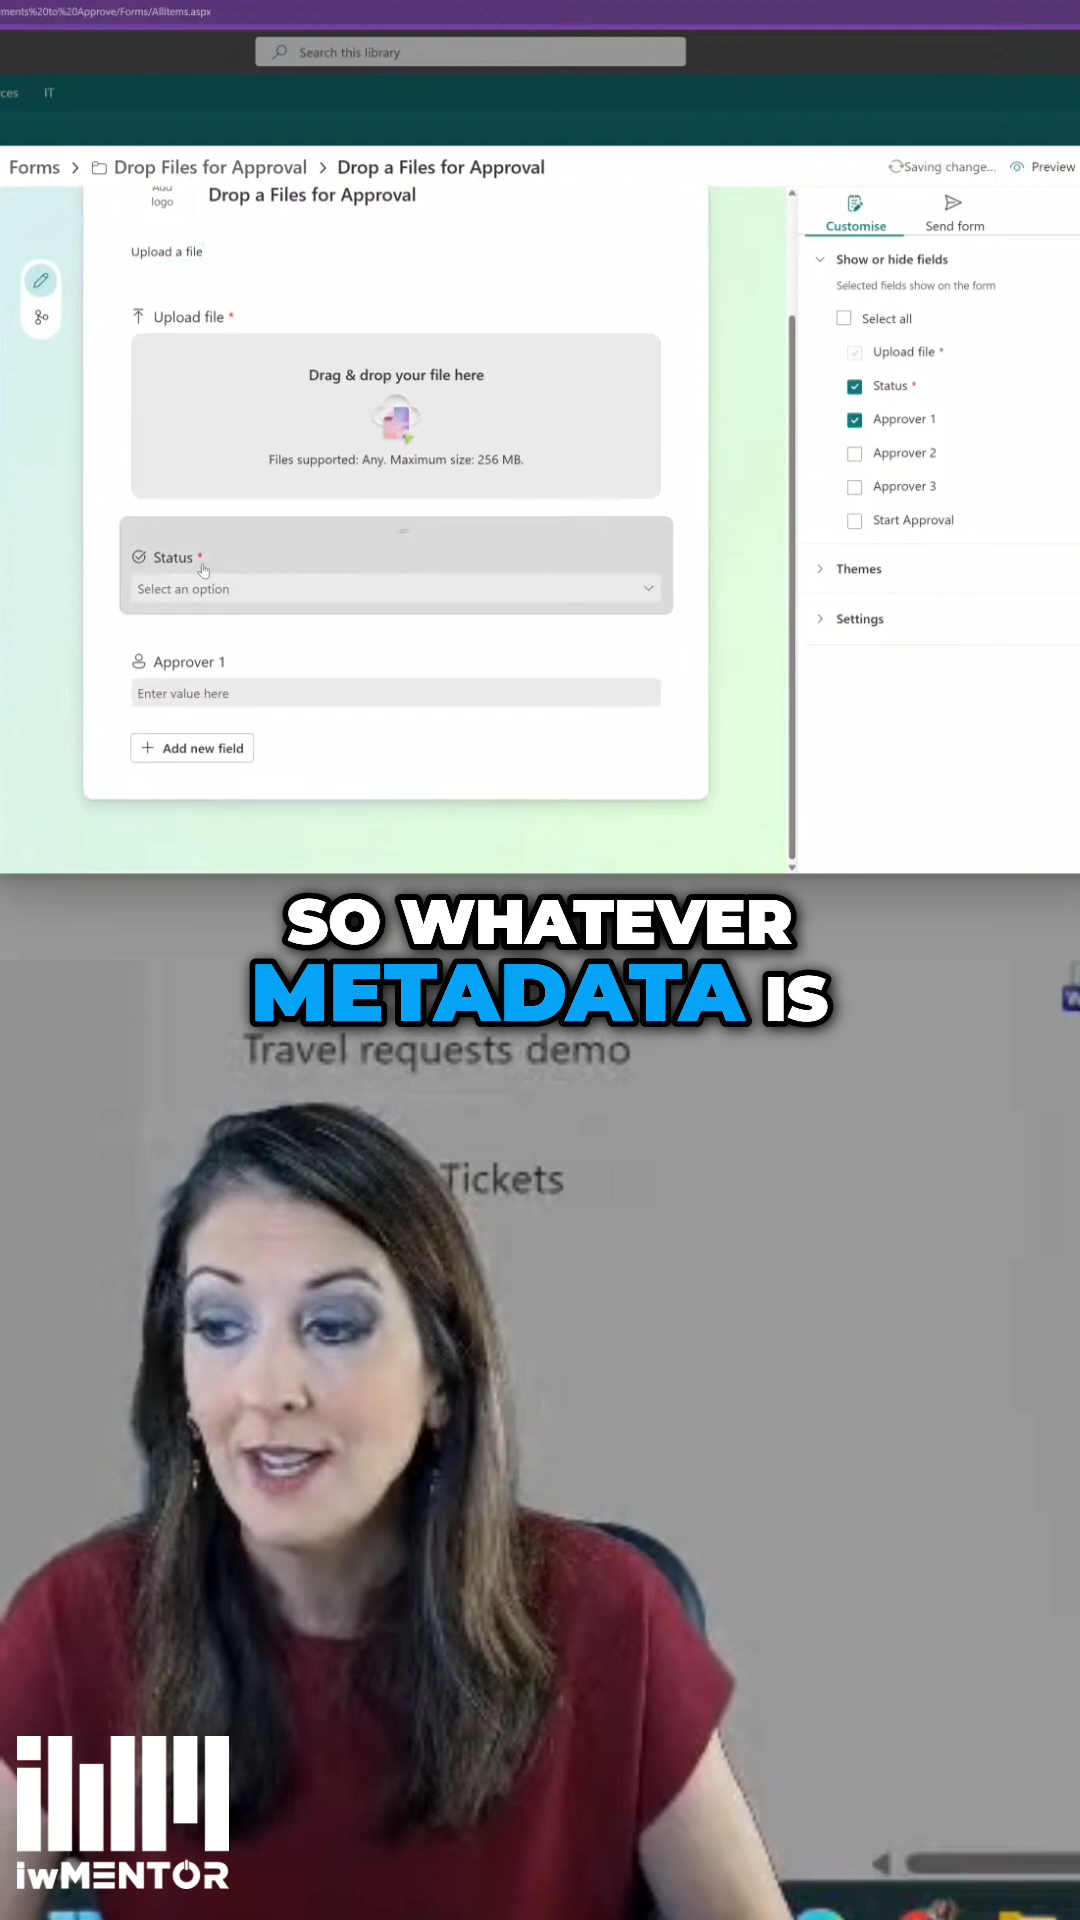 ments%20to%20Approve/Forms/AllItems.aspx
Search this library
ces IT
Forms > Drop Files for Approval > Drop a Files for Approval
Saving change... Preview
Add
logo
Drop a Files for Approval
Upload a file
Upload file *
Drag & drop your file here
Files supported: Any. Maximum size: 256 MB.
Status *
Select an option
Approver 1
Enter value here
+ Add new field
Customise Send form
Show or hide fields
Selected fields show on the form
Select all
Upload file *
Status *
Approver 1
Approver 2
Approver 3
Start Approval
Themes
Settings
SO WHATEVER
METADATA IS
Travel requests demo
Tickets
iwMENTOR